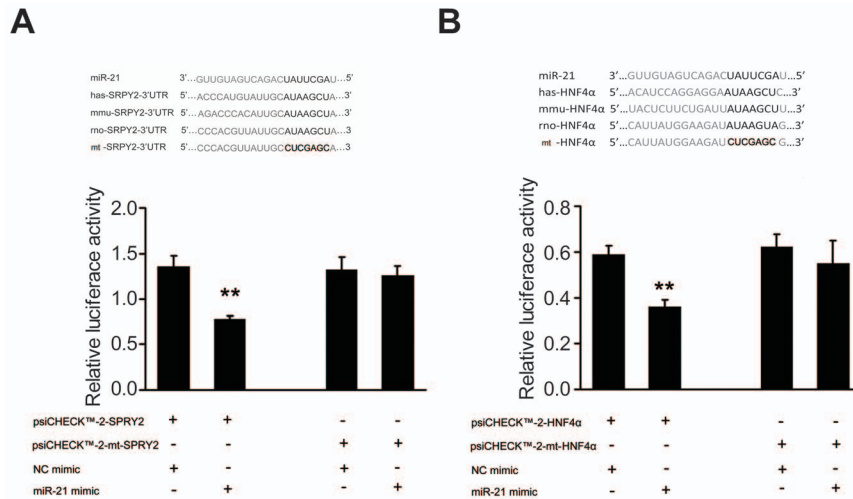 A
miR-21 3'...GUUGUAGUCAGACUAUUCGAU...5'
has-SRPY2-3'UTR 5'...ACCCAUGUAUUGCAUAAGCUA...3'
mmu-SRPY2-3'UTR 5'...AGACCCACAUUGCAUAAGCUA...3'
rno-SRPY2-3'UTR 5'...CCCACGUUAUUGCAUAAGCUA...3'
mt -SRPY2-3'UTR 5'...CCCACGUUAUUGCCUCGAGCA...3
Relative luciferace activity
2.0
1.5
1.0
0.5
0.0
**
psiCHECK™-2-SPRY2 + + - -
psiCHECK™-2-mt-SPRY2 - - + +
NC mimic + - + -
miR-21 mimic - + - +
B
miR-21 3'...GUUGUAGUCAGACUAUUCGAU...5'
has-HNF4α 5'...ACAUCCAGGAGGAAUAAGCUC...3'
mmu-HNF4α 5'...UACUCUUCUGAUUAUAAGCUU...3'
rno-HNF4α 5'...CAUUAUGGAAGAUAUAAGUAG...3'
mt -HNF4α 5'...CAUUAUGGAAGAUCUCGAGCG...3'
Relative luciferace activity
0.8
0.6
0.4
0.2
0.0
**
psiCHECK™-2-HNF4α + + - -
psiCHECK™-2-mt-HNF4α - - + +
NC mimic + - + -
miR-21 mimic - + - +